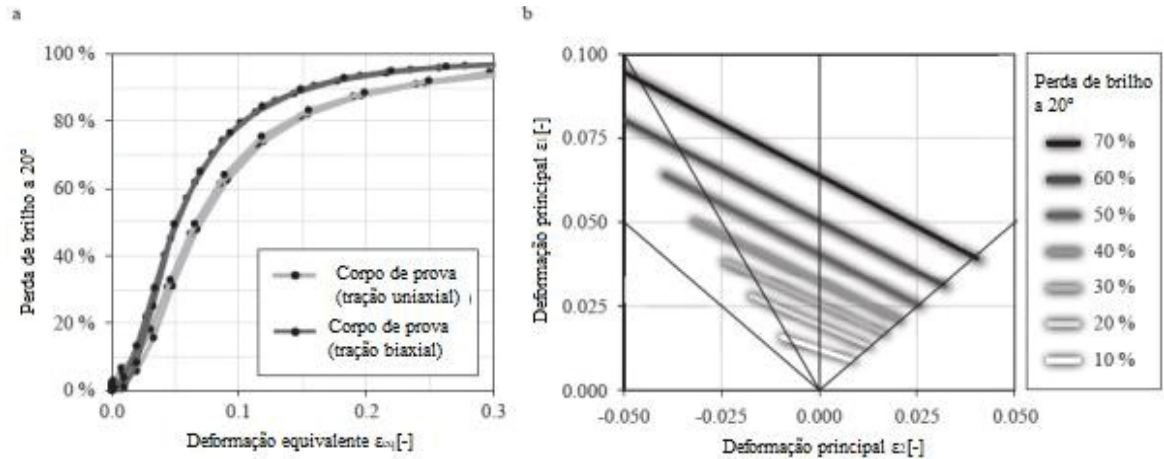 a
100 %
80 %
60 %
40 %
20 %
0 %
Perda de brilho a 20°
0.0
0.1
0.2
0.3
Deformação equivalente ε [-]
Corpo de prova
(tração uniaxial)
Corpo de prova
(tração biaxial)
b
0.100
0.075
0.050
0.025
0.000
Deformação principal ε1 [-]
-0.050
-0.025
0.000
0.025
0.050
Deformação principal ε2 [-]
Perda de brilho
a 20°
70 %
60 %
50 %
40 %
30 %
20 %
10 %